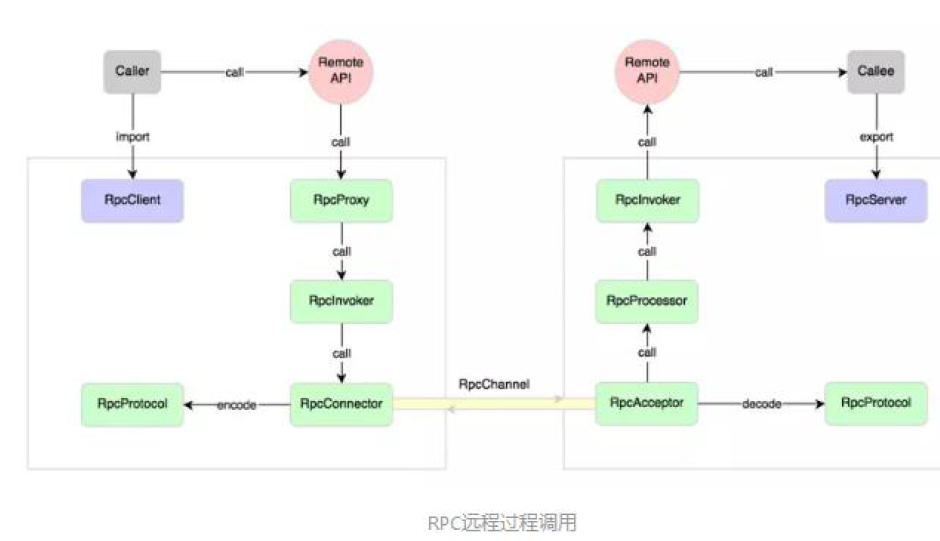 Caller
call
Remote
API
Remote
API
call
Callee
import
call
call
export
RpcClient
RpcProxy
RpcInvoker
RpcServer
call
call
RpcInvoker
RpcProcessor
call
call
RpcChannel
RpcProtocol
encode
RpcConnector
RpcAcceptor
decode
RpcProtocol
RPC远程过程调用